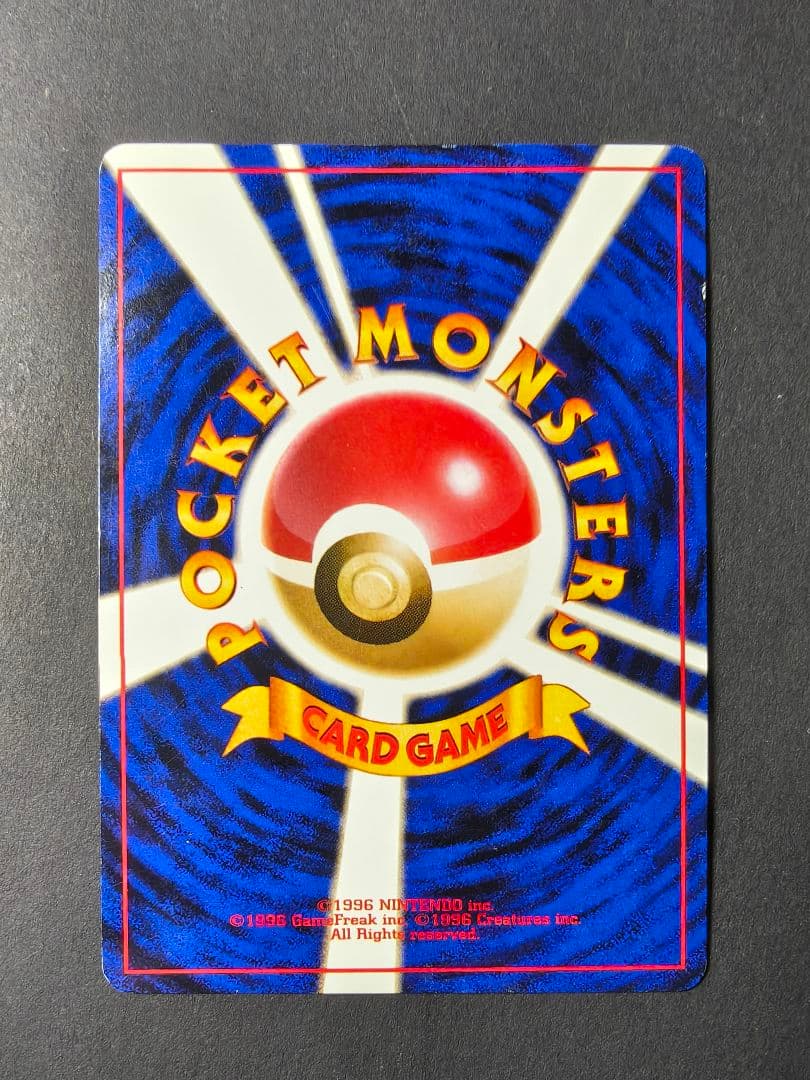 POCKET MONSTERS
CARD GAME
©1996 NINTENDO inc.
©1996 GameFreak inc. ©1996 Creatures inc.
All Rights reserved.